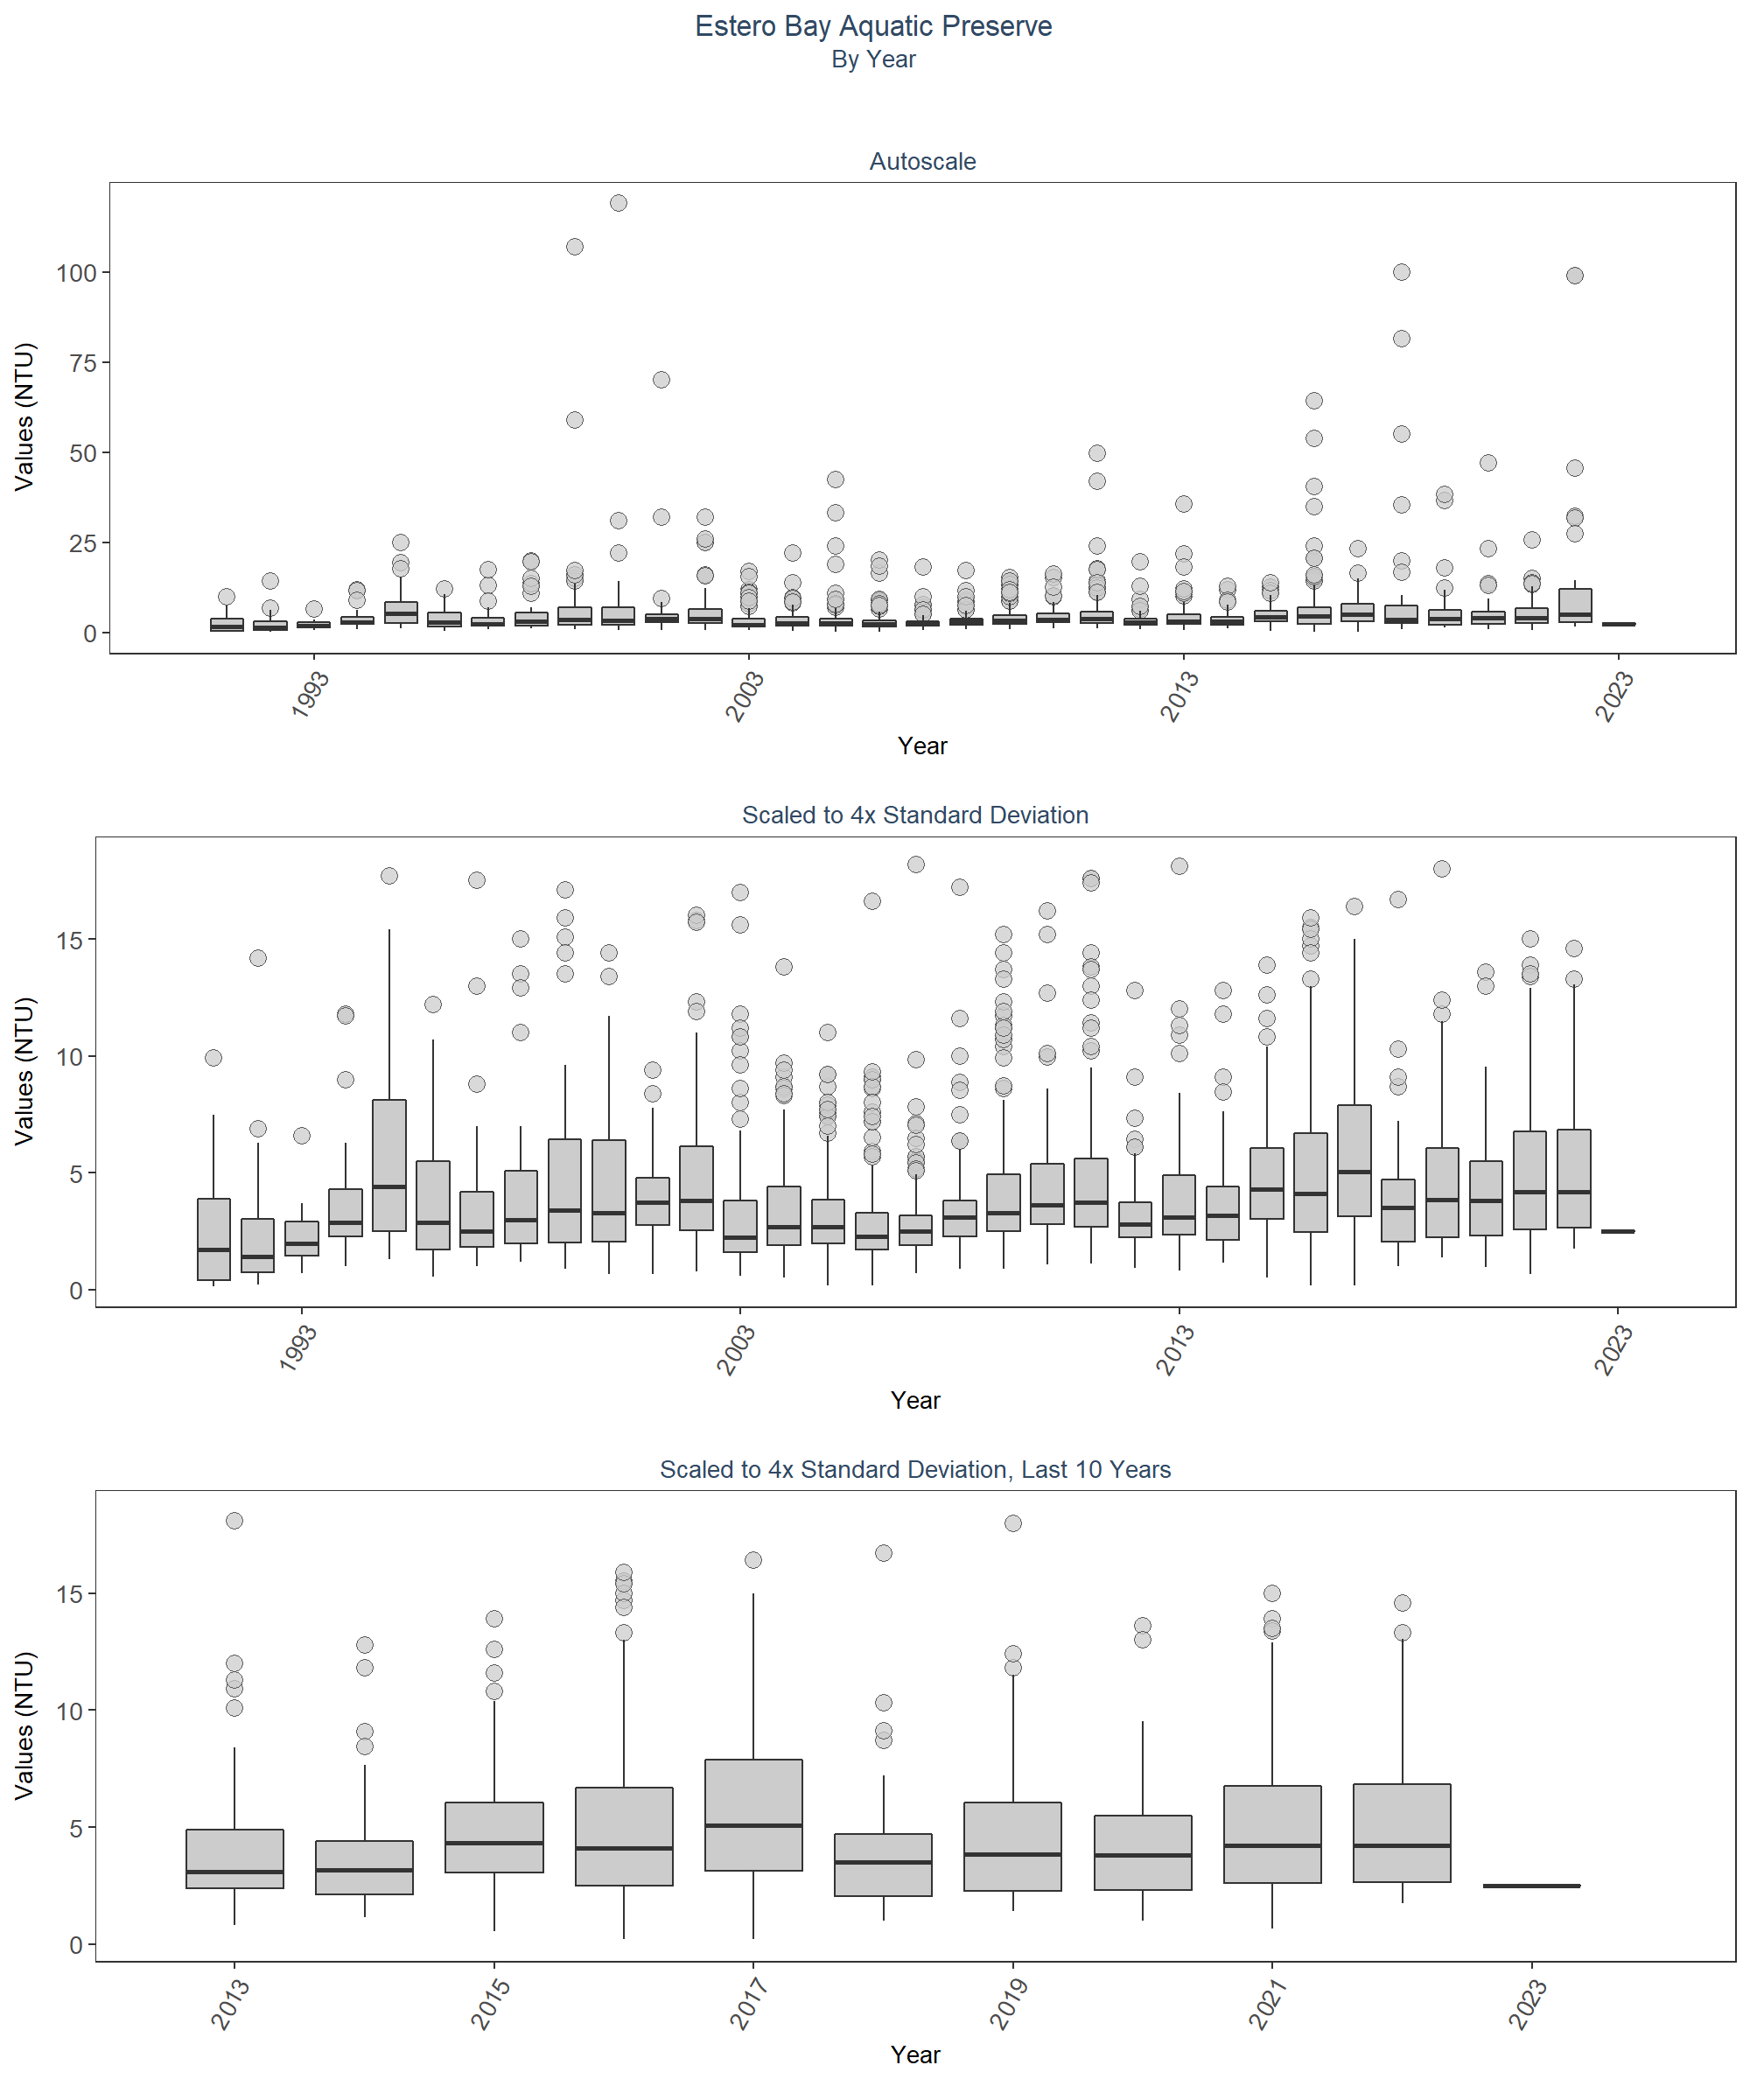 Estero Bay Aquatic Preserve
By Year
Autoscale
Values (NTU)
100
75
50
25
0
1993
2003
2013
2023
Year
Scaled to 4x Standard Deviation
Values (NTU)
15
10
5
0
1993
2003
2013
2023
Year
Scaled to 4x Standard Deviation, Last 10 Years
Values (NTU)
15
10
5
0
2013
2015
2017
2019
2021
2023
Year